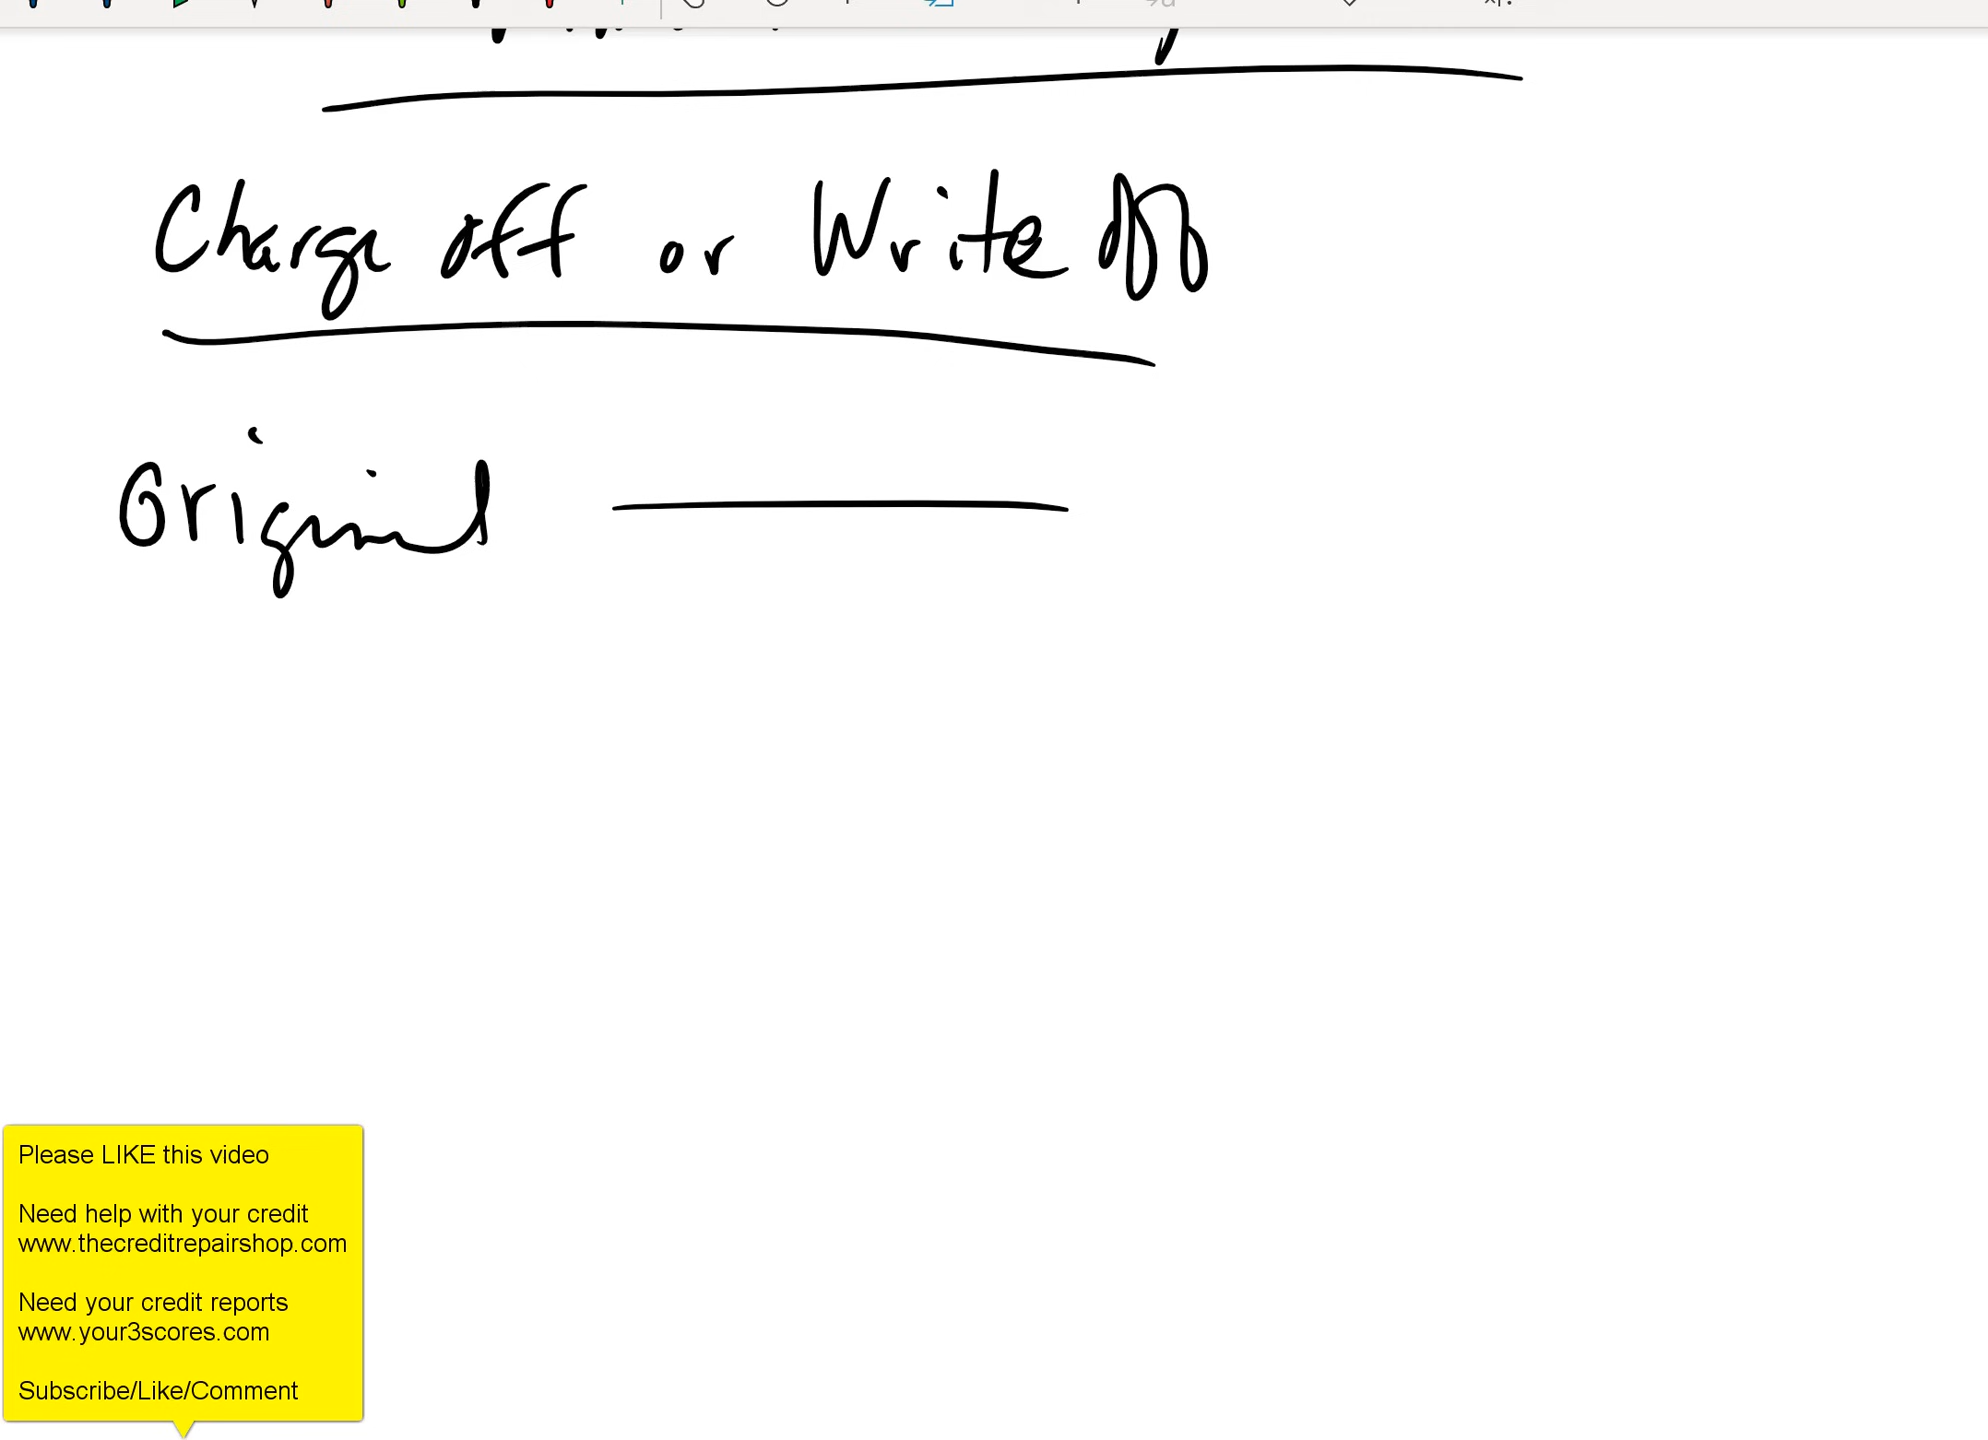 Charge off or Write off
Original
Please LIKE this video
Need help with your credit
www.thecreditrepairshop.com
Need your credit reports
www.your3scores.com
Subscribe/Like/Comment